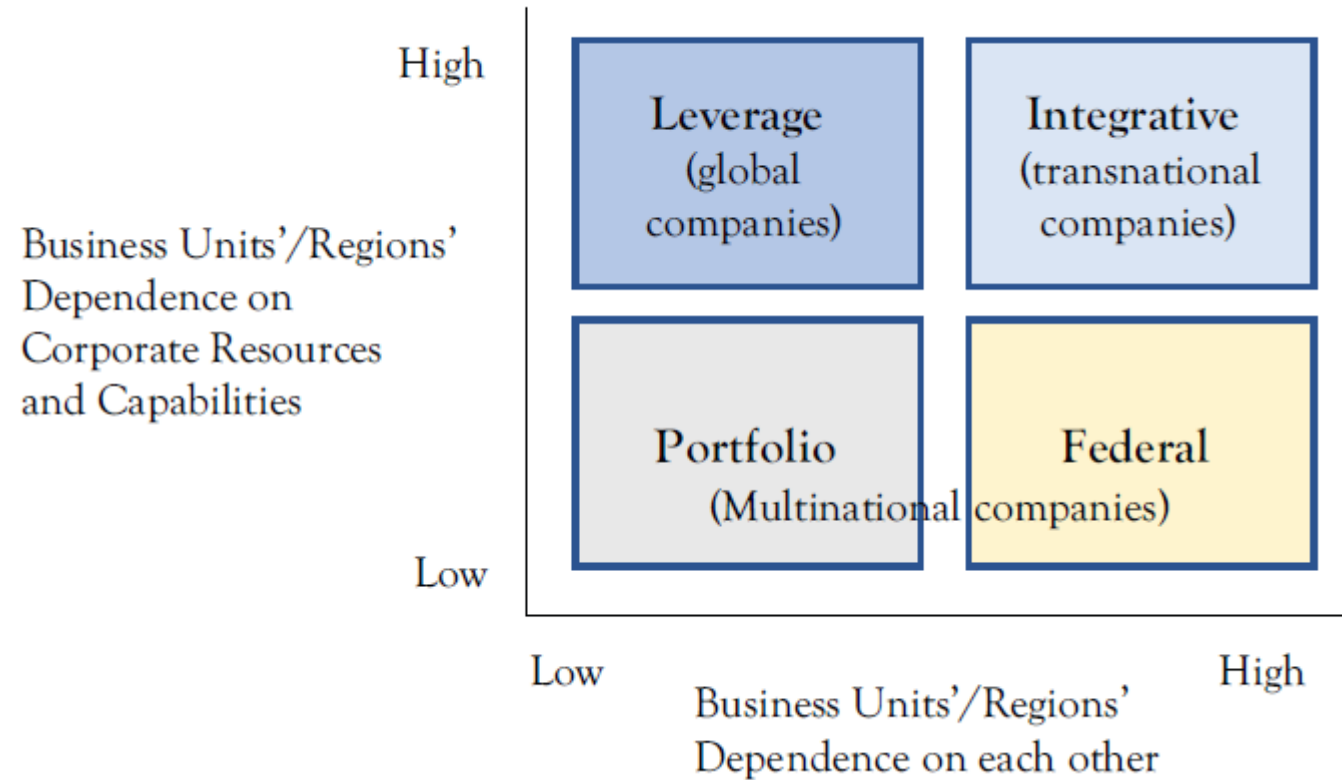 High
Leverage
(global
companies)
Integrative
(transnational
companies)
Business Units’/Regions’
Dependence on
Corporate Resources
and Capabilities
Portfolio
Federal
(Multinational companies)
Low
Low
High
Business Units’/Regions’
Dependence on each other